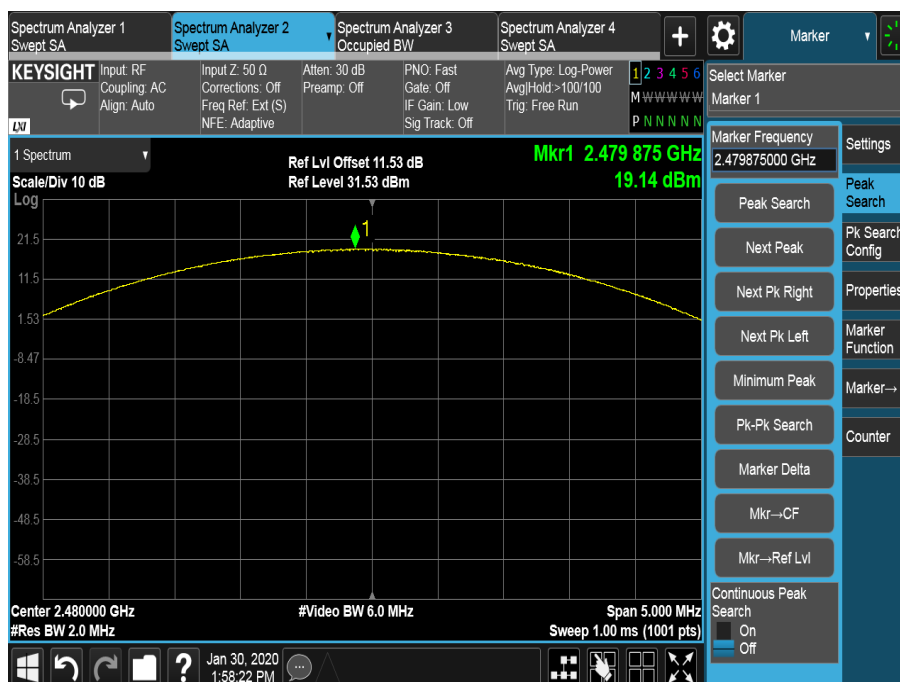 Spectrum Analyzer 1
Swept SA
Spectrum Analyzer 2
Swept SA
Spectrum Analyzer 3
Occupied BW
Spectrum Analyzer 4
Swept SA
+
Marker
KEYSIGHT
LXI
Input: RF
Coupling: AC
Align: Auto
Input Z: 50 Ω
Corrections: Off
Freq Ref: Ext (S)
NFE: Adaptive
Atten: 30 dB
Preamp: Off
PNO: Fast
Gate: Off
IF Gain: Low
Sig Track: Off
Avg Type: Log-Power
Avg|Hold:>100/100
Trig: Free Run
1 2 3 4 5 6
M W W W W W
P N N N N N
Select Marker
Marker 1
1 Spectrum
Scale/Div 10 dB
Log
Ref Lvl Offset 11.53 dB
Ref Level 31.53 dBm
Mkr1 2.479 875 GHz
19.14 dBm
1
21.5
11.5
1.53
-8.47
-18.5
-28.5
-38.5
-48.5
-58.5
Center 2.480000 GHz
#Res BW 2.0 MHz
#Video BW 6.0 MHz
Span 5.000 MHz
Sweep 1.00 ms (1001 pts)
Marker Frequency
2.479875000 GHz
Peak Search
Next Peak
Next Pk Right
Next Pk Left
Minimum Peak
Pk-Pk Search
Marker Delta
Mkr→CF
Mkr→Ref Lvl
Continuous Peak
Search
On
Off
Settings
Peak
Search
Pk Search
Config
Properties
Marker
Function
Marker→
Counter
?
Jan 30, 2020
1:58:22 PM